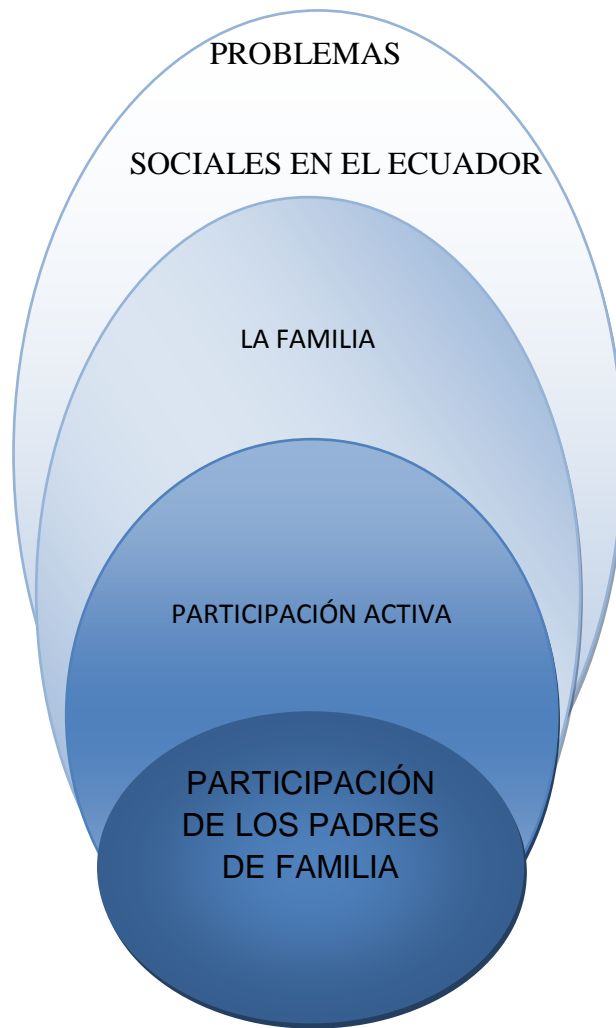 PROBLEMAS
SOCIALES EN EL ECUADOR
LA FAMILIA
PARTICIPACIÓN ACTIVA
PARTICIPACIÓN
DE LOS PADRES
DE FAMILIA